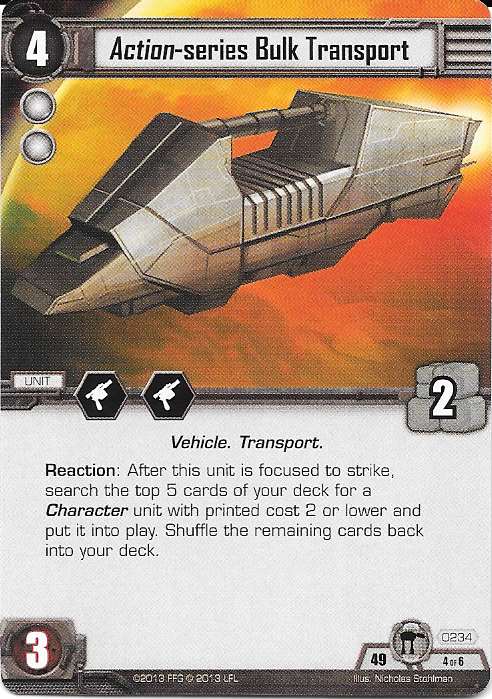 4
Action-series Bulk Transport
UNIT
2
Vehicle. Transport.
Reaction: After this unit is focused to strike,
search the top 5 cards of your deck for a
Character unit with printed cost 2 or lower and
put it into play. Shuffle the remaining cards back
into your deck.
3
0234
49
4 OF 6
©2013 FFG © 2013 LFL
Illus. Nicholas Stohlman